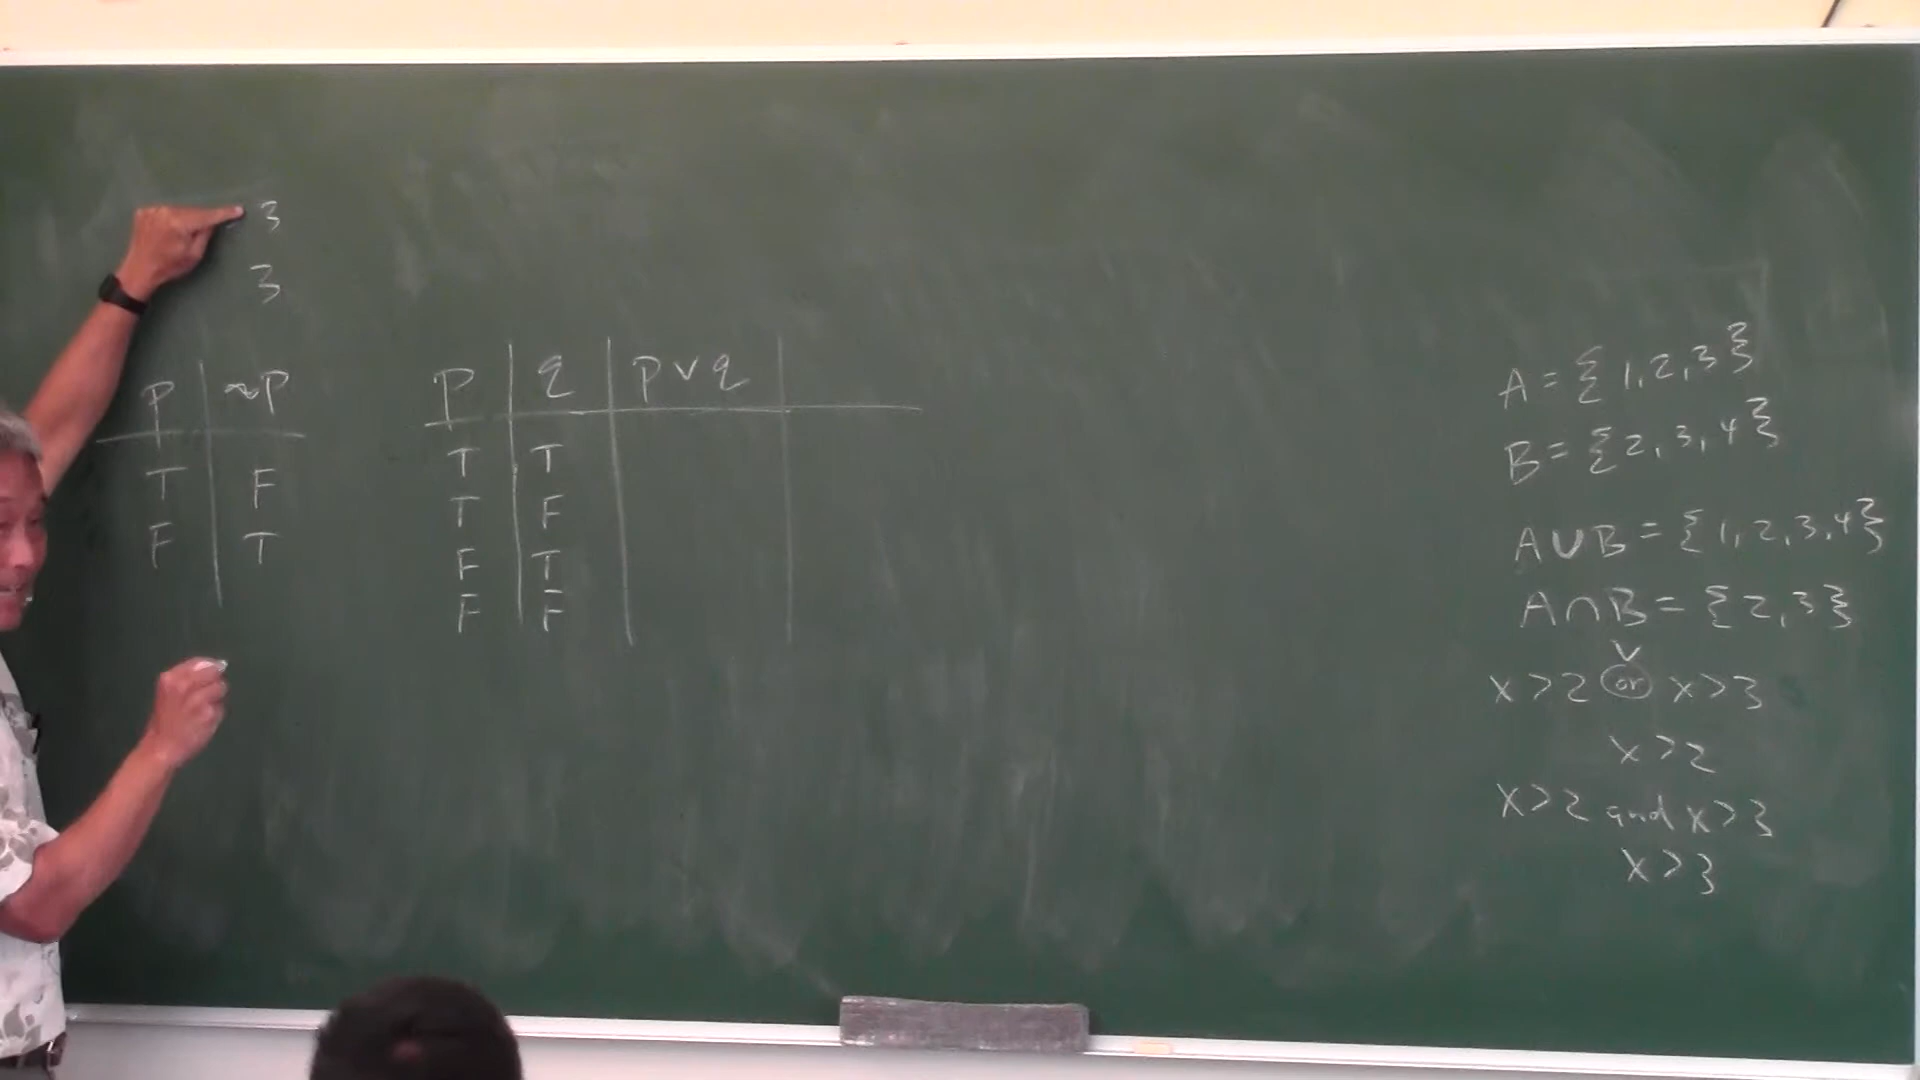 3
3
P ~P
T F
F T
P q P ∨ q
T T
T F
F T
F F
A = {1,2,3}
B = {2,3,4}
A ∪ B = {1,2,3,4}
A ∩ B = {2,3}
∨
x > 2 or x > 3
x > 2
x > 2 and x > 3
x > 3